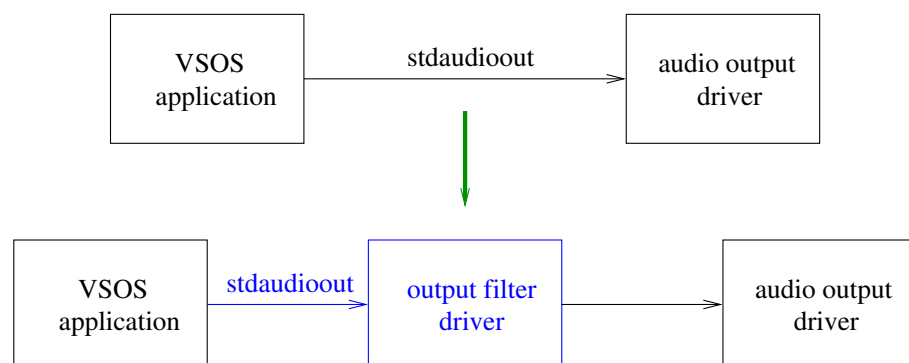 VSOS
application
stdaudioout
audio output
driver
VSOS
application
stdaudioout
output filter
driver
audio output
driver